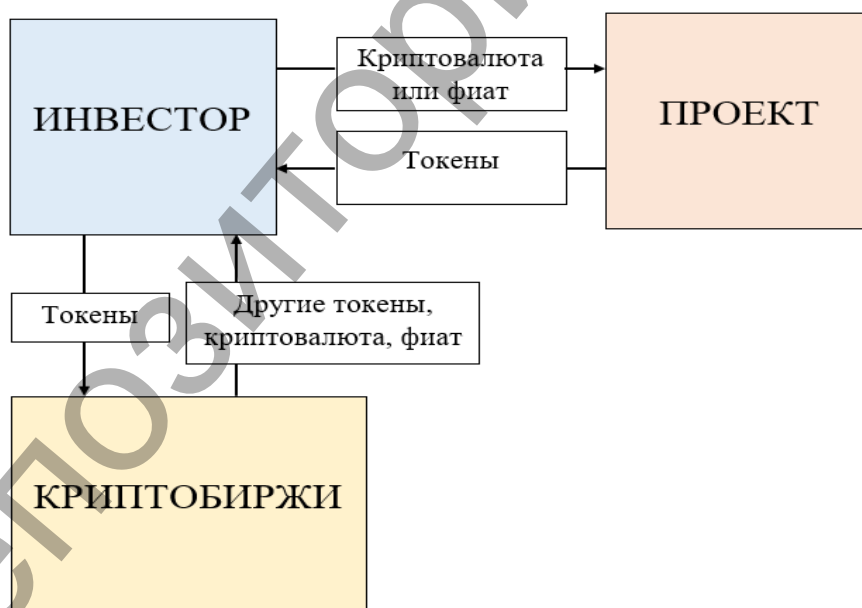 ИНВЕСТОР
Криптовалюта
или фиат
ПРОЕКТ
Токены
Токены
Другие токены,
криптовалюта, фиат
КРИПТОБИРЖИ